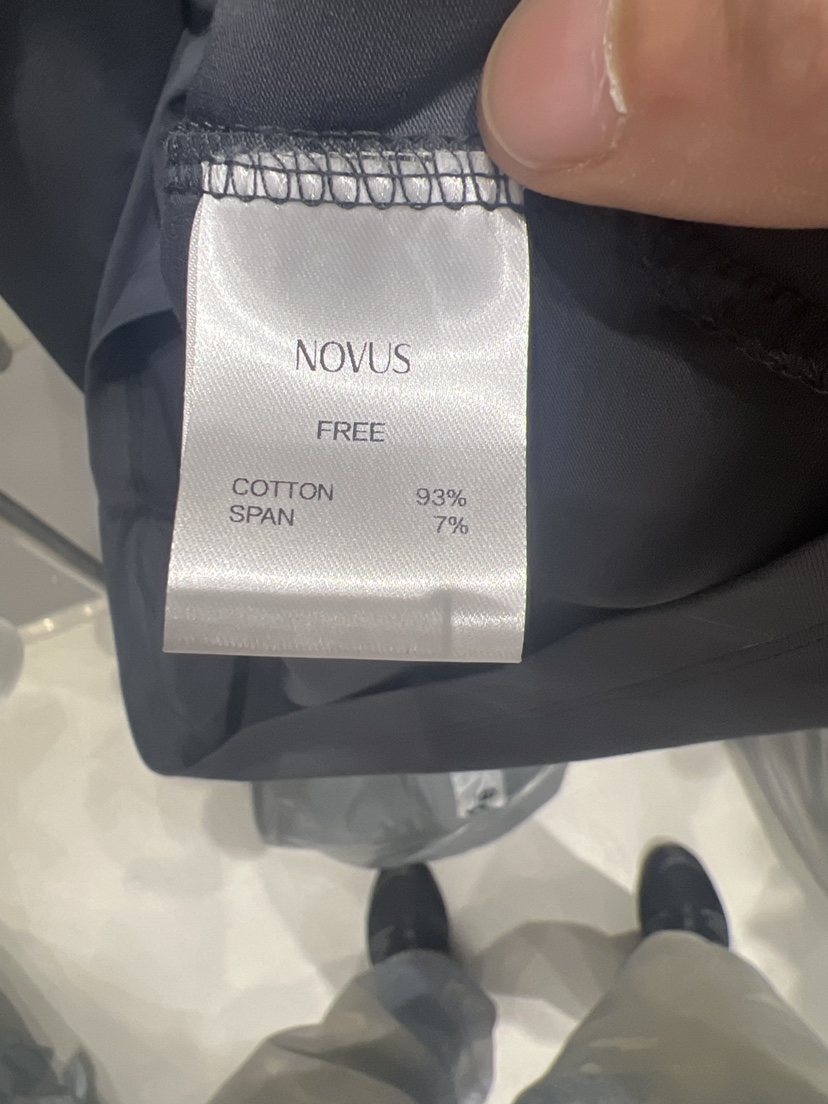 NOVUS
FREE
COTTON 93%
SPAN 7%